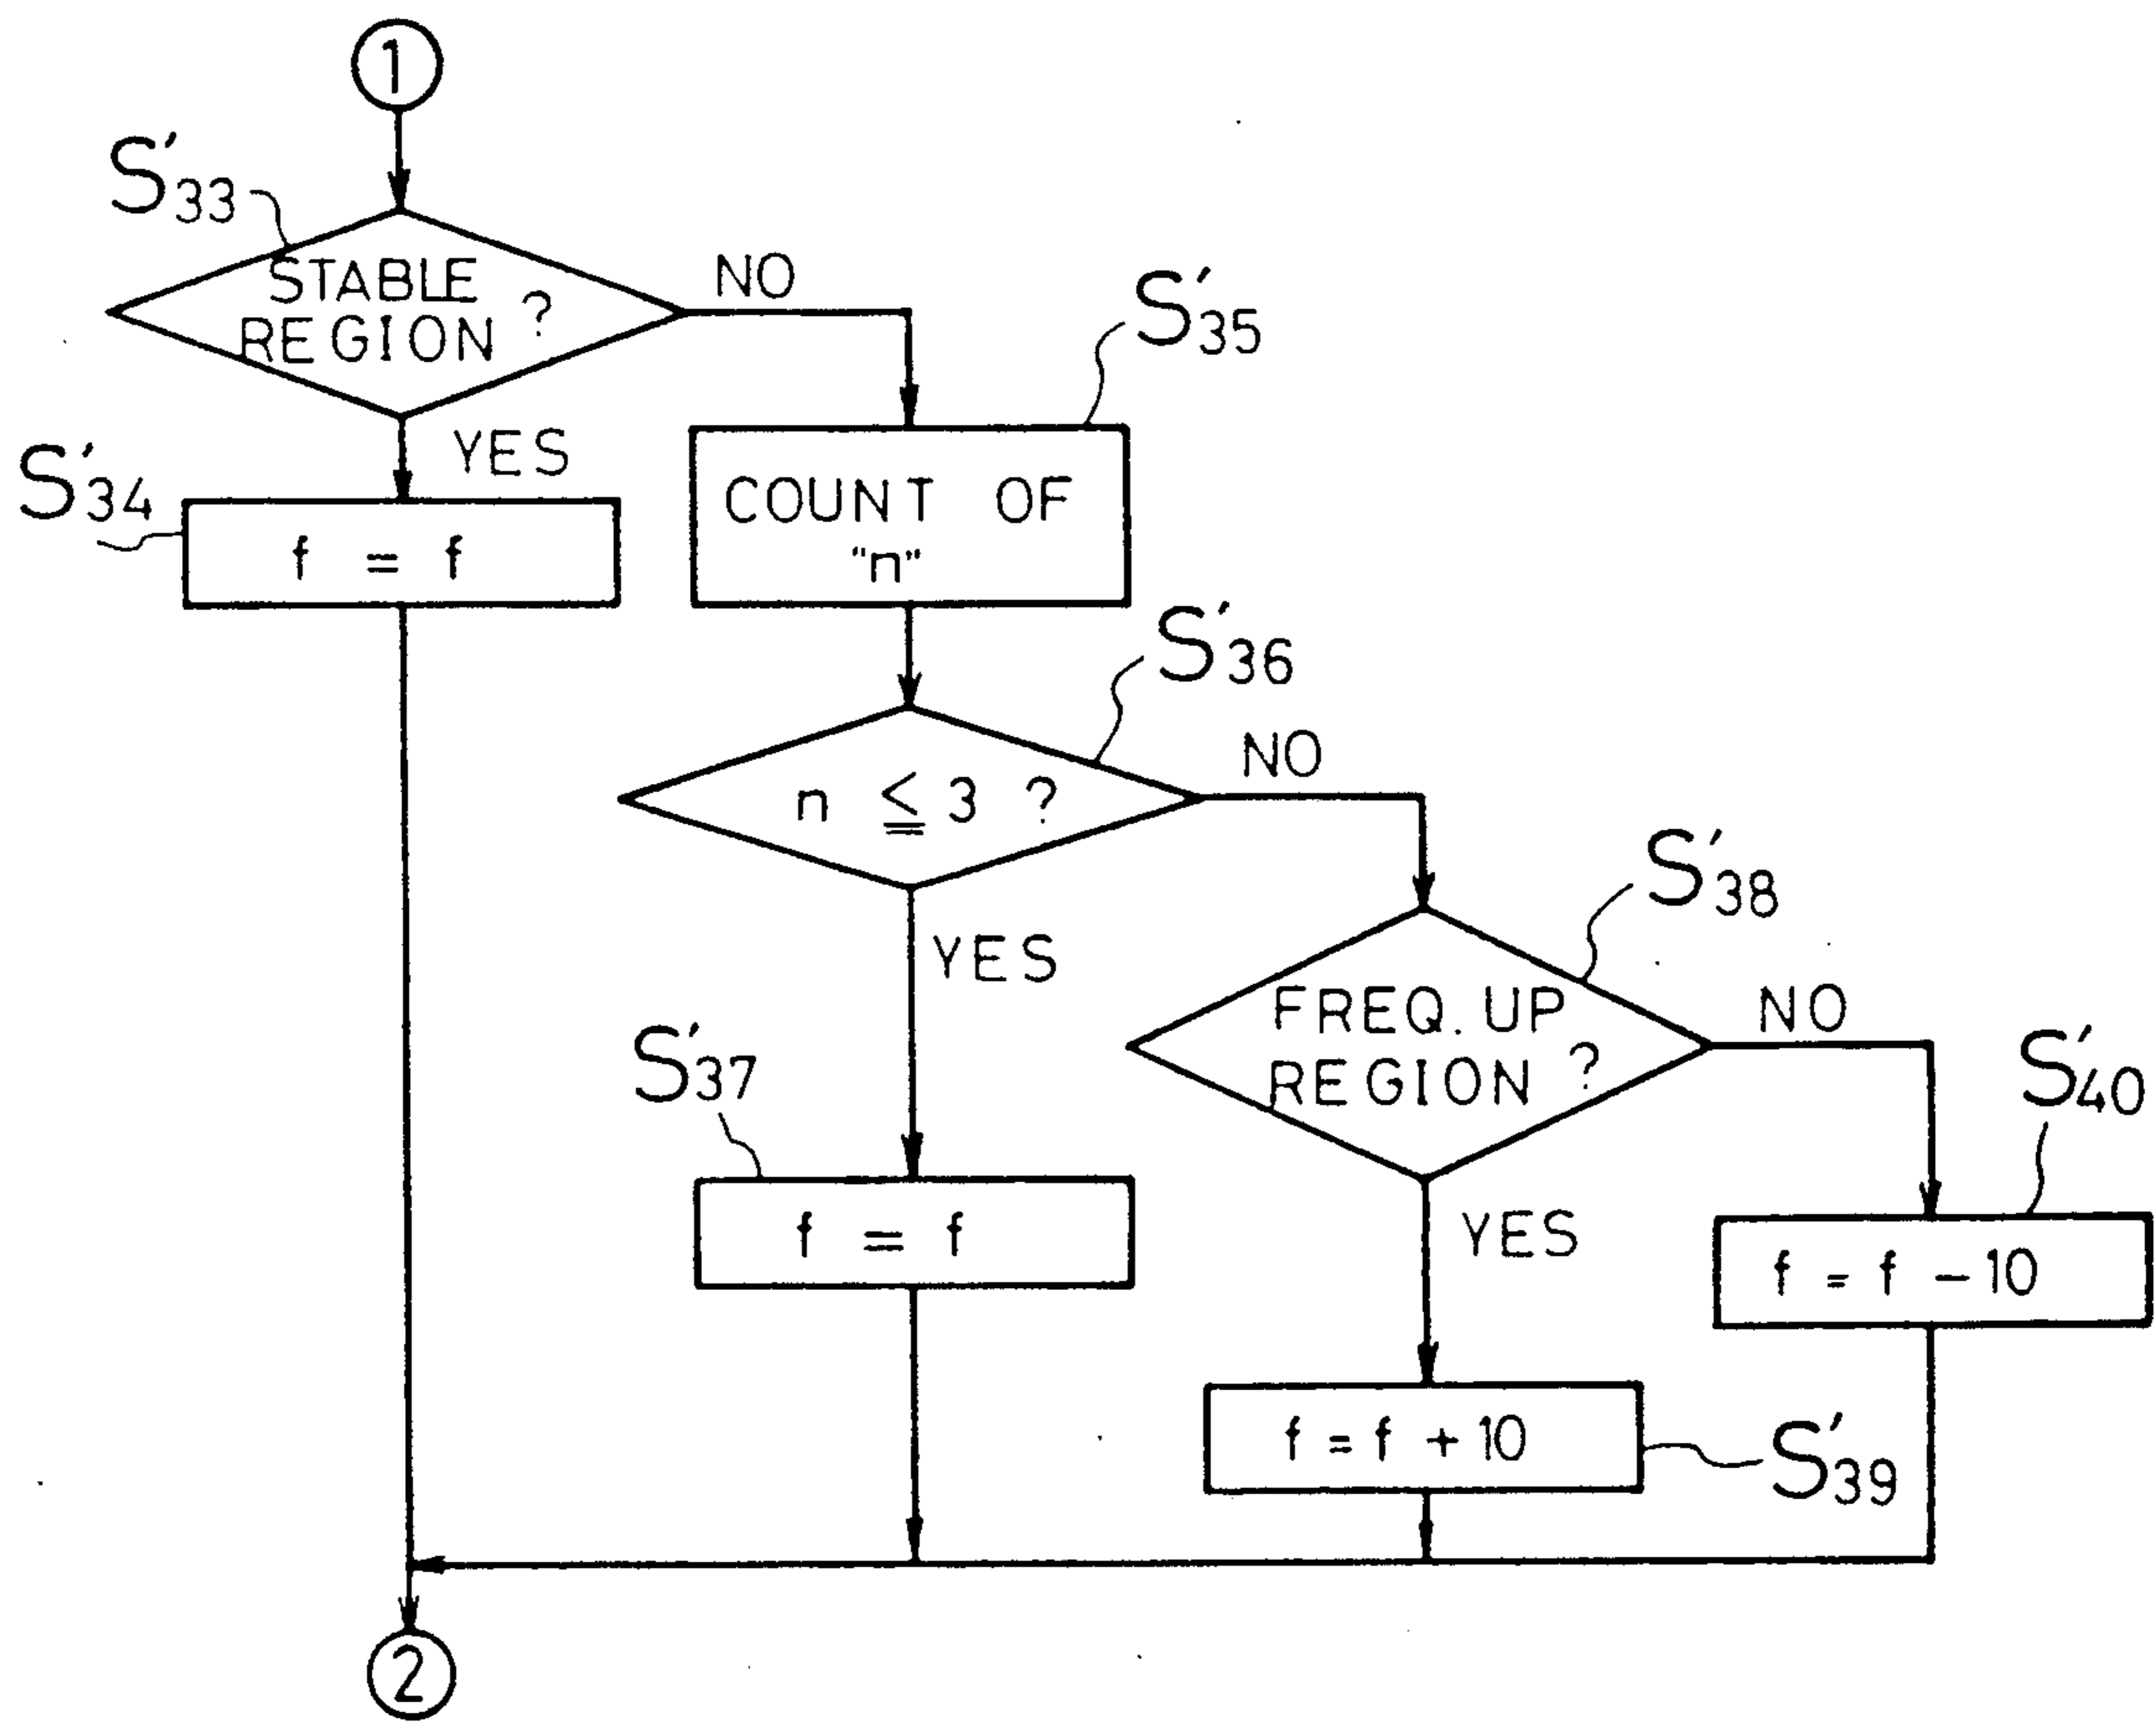 1
S'33
STABLE
REGION ?
NO
S'35
YES
S'34
f = f
COUNT OF
"n"
S'36
n ≦ 3 ?
NO
S'38
YES
FREQ. UP
REGION ?
NO
S'37
S'40
f = f
YES
f = f - 10
f = f + 10
S'39
2